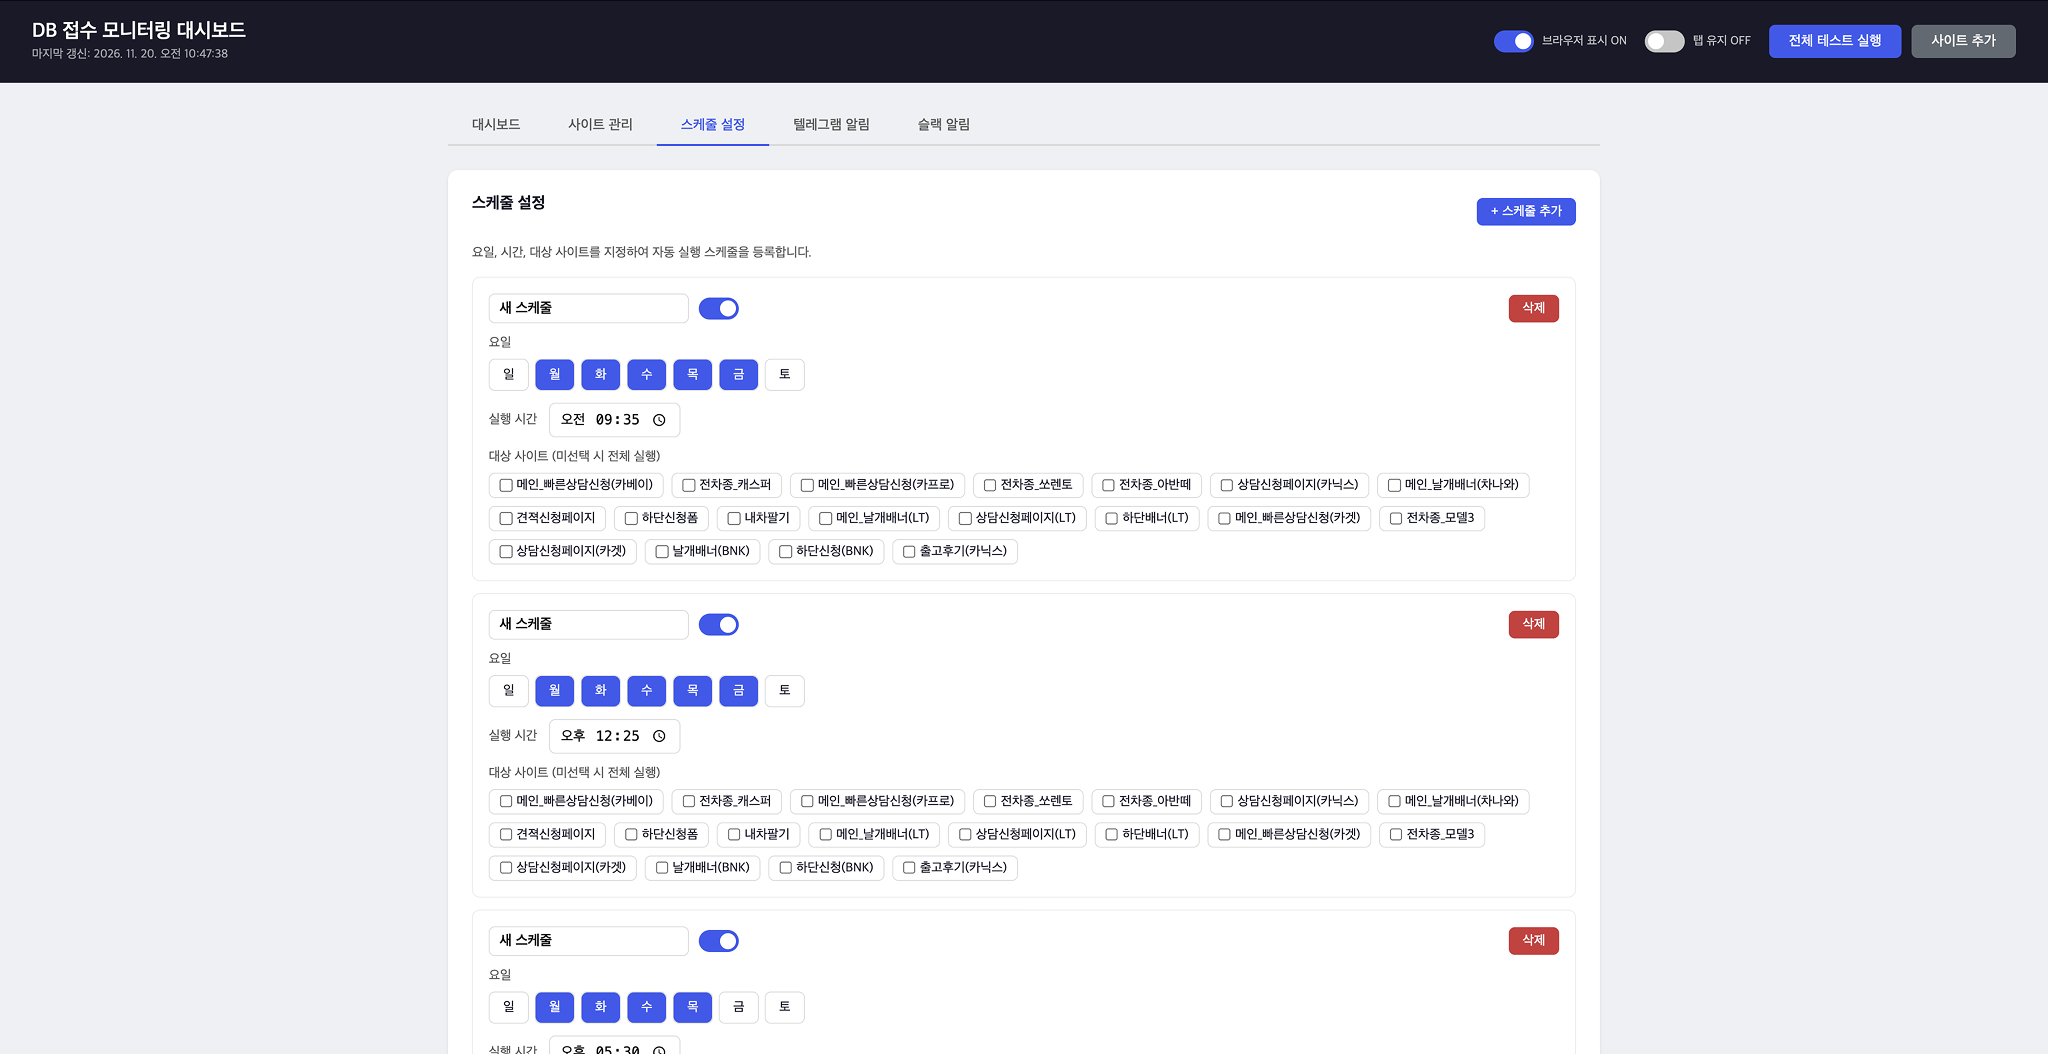 DB 접수 모니터링 대시보드
마지막 갱신: 2026. 11. 20. 오전 10:47:38
브라우저 표시 ON
탭 유지 OFF
전체 테스트 실행
사이트 추가
대시보드
사이트 관리
스케줄 설정
텔레그램 알림
슬랙 알림
스케줄 설정
+ 스케줄 추가
요일, 시간, 대상 사이트를 지정하여 자동 실행 스케줄을 등록합니다.
새 스케줄
삭제
요일
일 월 화 수 목 금 토
실행 시간 오전 09:35
대상 사이트 (미선택 시 전체 실행)
메인_빠른상담신청(카베이) 전차종_캐스퍼 메인_빠른상담신청(카프로) 전차종_쏘렌토 전차종_아반떼 상담신청페이지(카닉스) 메인_날개배너(차나와)
견적신청페이지 하단신청폼 내차팔기 메인_날개배너(LT) 상담신청페이지(LT) 하단배너(LT) 메인_빠른상담신청(카겟) 전차종_모델3
상담신청페이지(카겟) 날개배너(BNK) 하단신청(BNK) 출고후기(카닉스)
새 스케줄
삭제
요일
일 월 화 수 목 금 토
실행 시간 오후 12:25
대상 사이트 (미선택 시 전체 실행)
메인_빠른상담신청(카베이) 전차종_캐스퍼 메인_빠른상담신청(카프로) 전차종_쏘렌토 전차종_아반떼 상담신청페이지(카닉스) 메인_날개배너(차나와)
견적신청페이지 하단신청폼 내차팔기 메인_날개배너(LT) 상담신청페이지(LT) 하단배너(LT) 메인_빠른상담신청(카겟) 전차종_모델3
상담신청페이지(카겟) 날개배너(BNK) 하단신청(BNK) 출고후기(카닉스)
새 스케줄
삭제
요일
일 월 화 수 목 금 토
실행 시간 오후 05:30